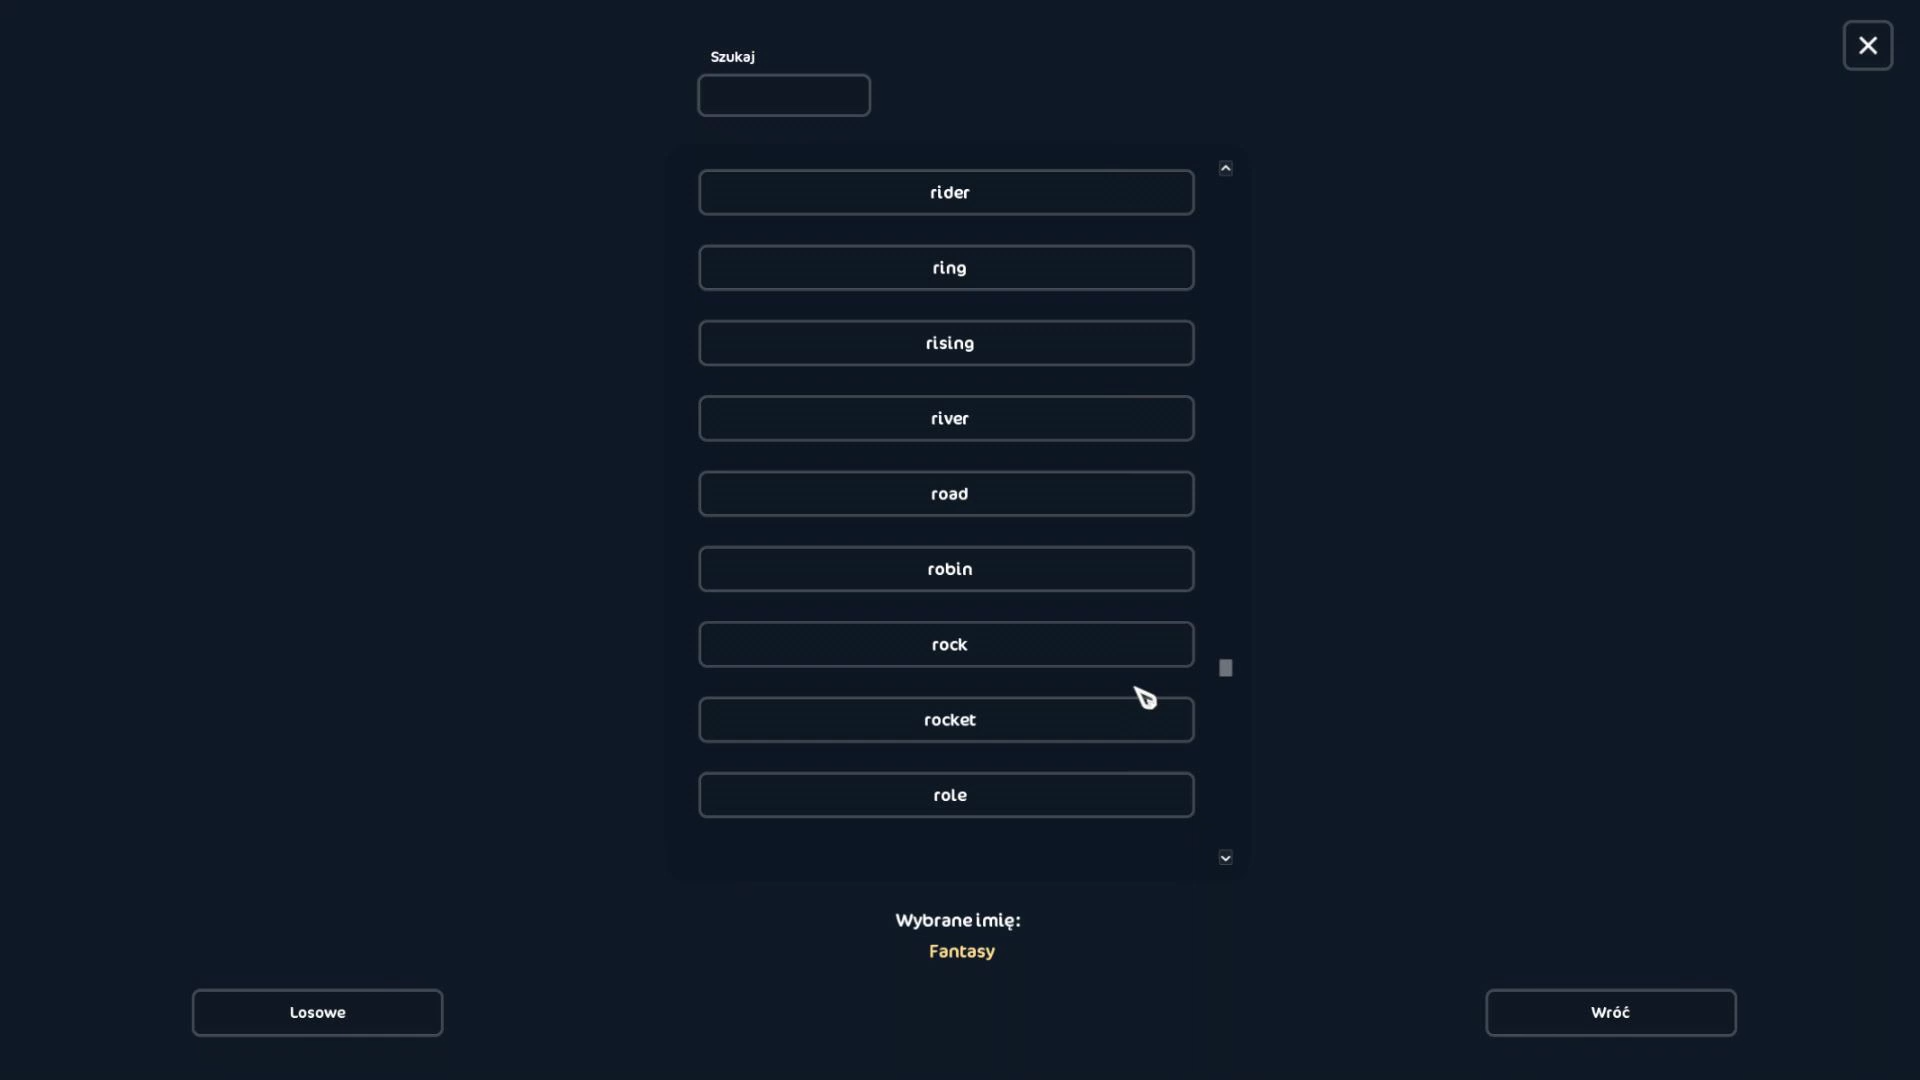 Szukaj
rider
ring
rising
river
road
robin
rock
rocket
role
Wybrane imię:
Fantasy
Losowe
Wróć